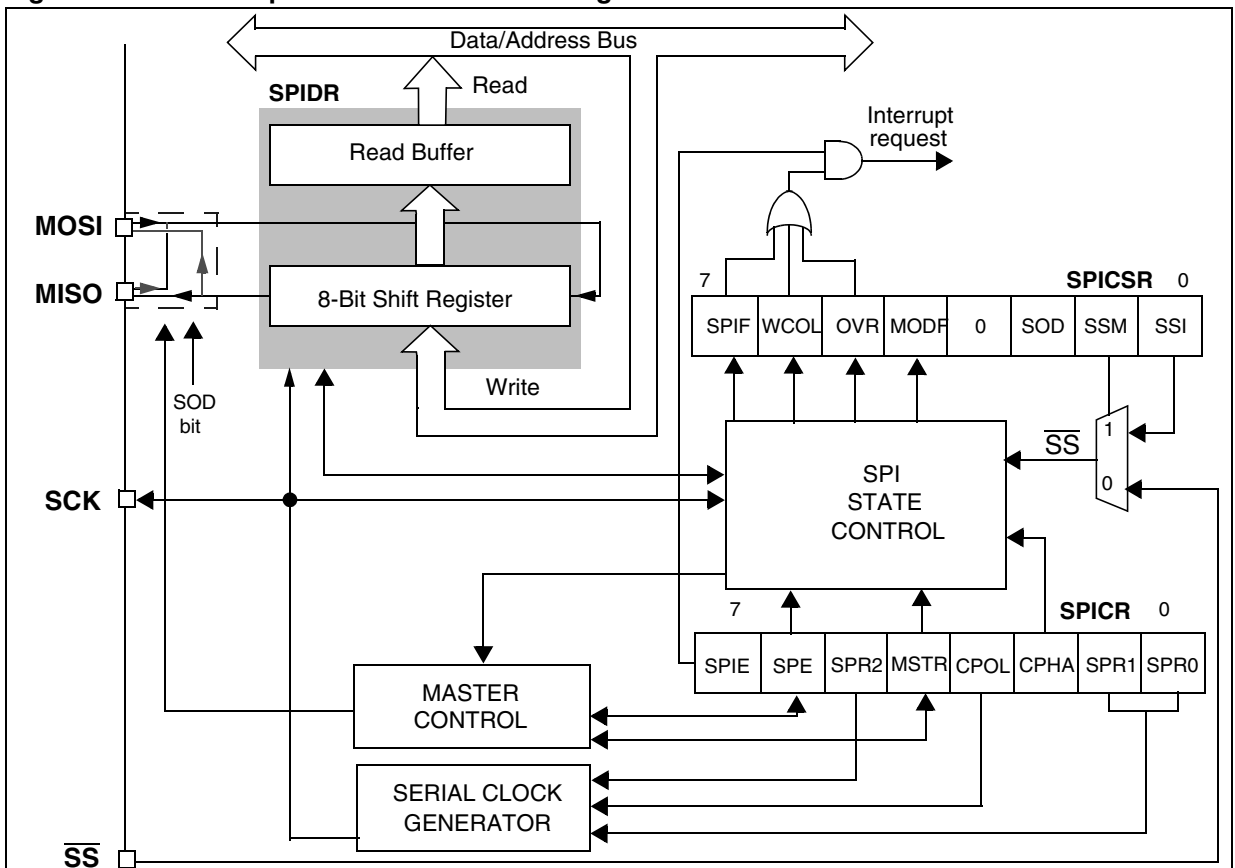 Data/Address Bus
SPIDR
Read
Read Buffer
Interrupt
request
MOSI
MISO
8-Bit Shift Register
7
SPICSR
0
SPIF
WCOL
OVR
MODF
0
SOD
SSM
SSI
Write
SOD
bit
1
SS
0
SCK
SPI
STATE
CONTROL
7
SPICR
0
SPIE
SPE
SPR2
MSTR
CPOL
CPHA
SPR1
SPR0
MASTER
CONTROL
SERIAL CLOCK
GENERATOR
SS